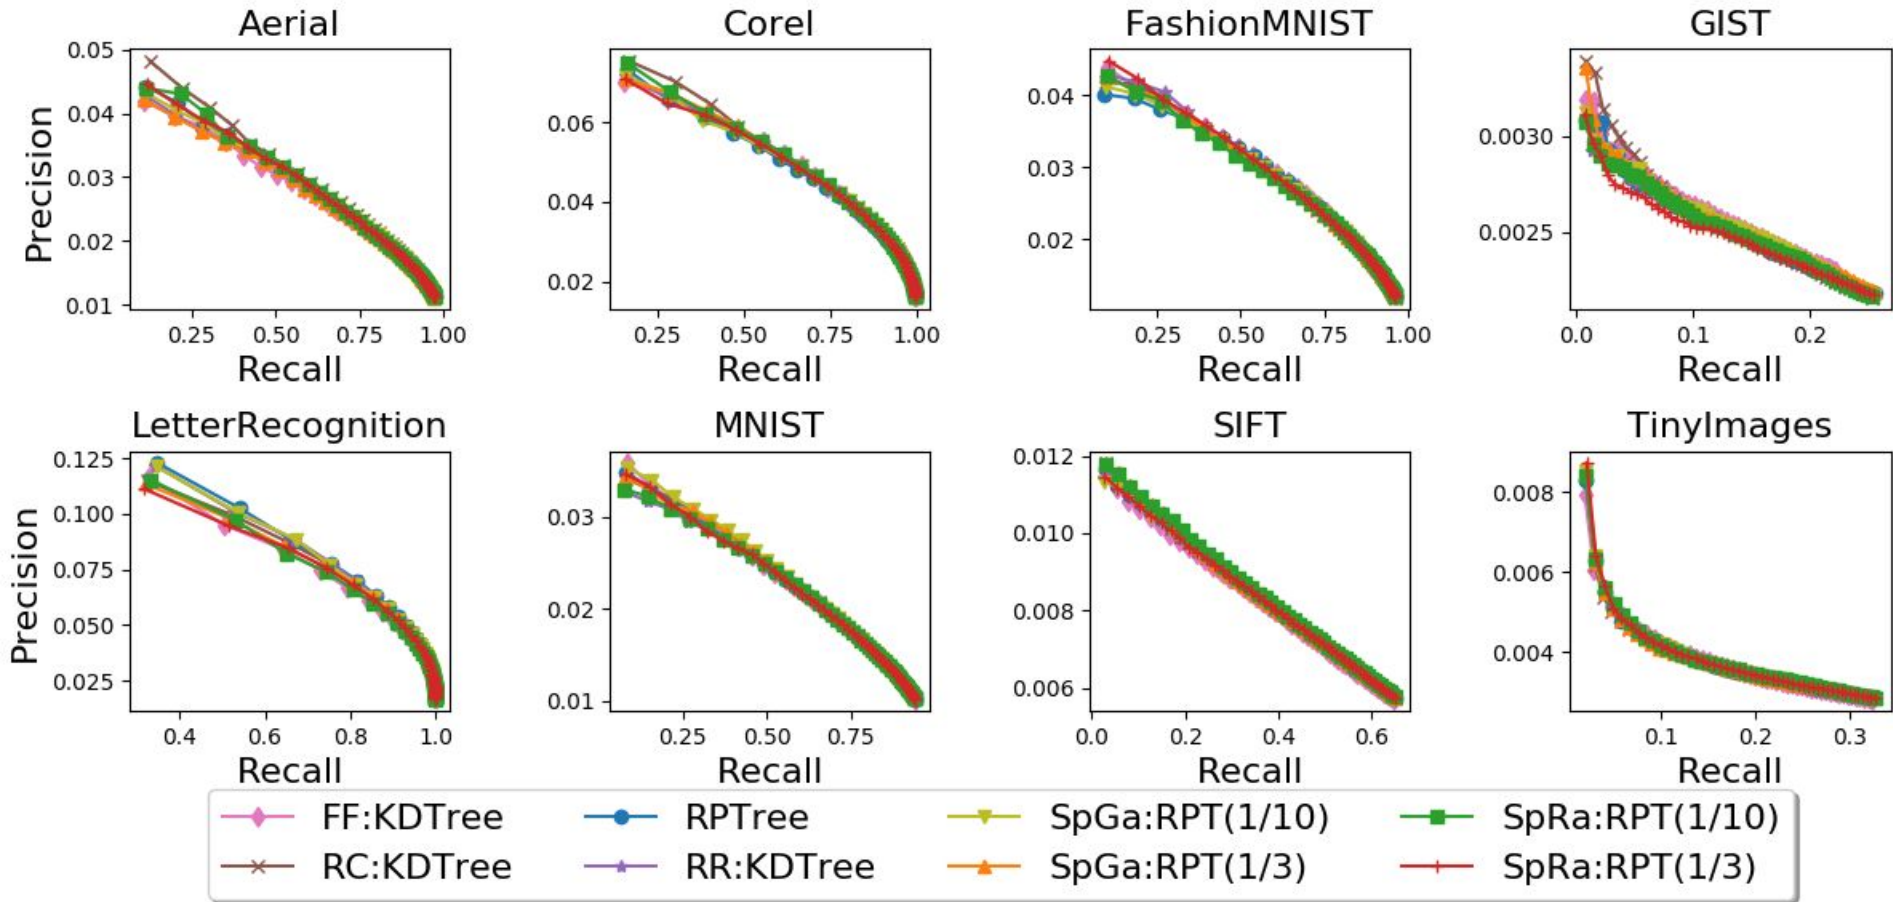 Aerial Corel FashionMNIST GIST
0.05
0.04
0.03
0.02
0.01
Precision
0.25 0.50 0.75 1.00
Recall
0.06
0.04
0.02
0.25 0.50 0.75 1.00
Recall
0.04
0.03
0.02
0.25 0.50 0.75 1.00
Recall
0.0030
0.0025
0.0 0.1 0.2
Recall
LetterRecognition MNIST SIFT TinyImages
0.125
0.100
0.075
0.050
0.025
Precision
0.4 0.6 0.8 1.0
Recall
0.03
0.02
0.01
0.25 0.50 0.75
Recall
0.012
0.010
0.008
0.006
0.0 0.2 0.4 0.6
Recall
0.008
0.006
0.004
0.1 0.2 0.3
Recall
FF:KDTree RPTree SpGa:RPT(1/10) SpRa:RPT(1/10)
RC:KDTree RR:KDTree SpGa:RPT(1/3) SpRa:RPT(1/3)